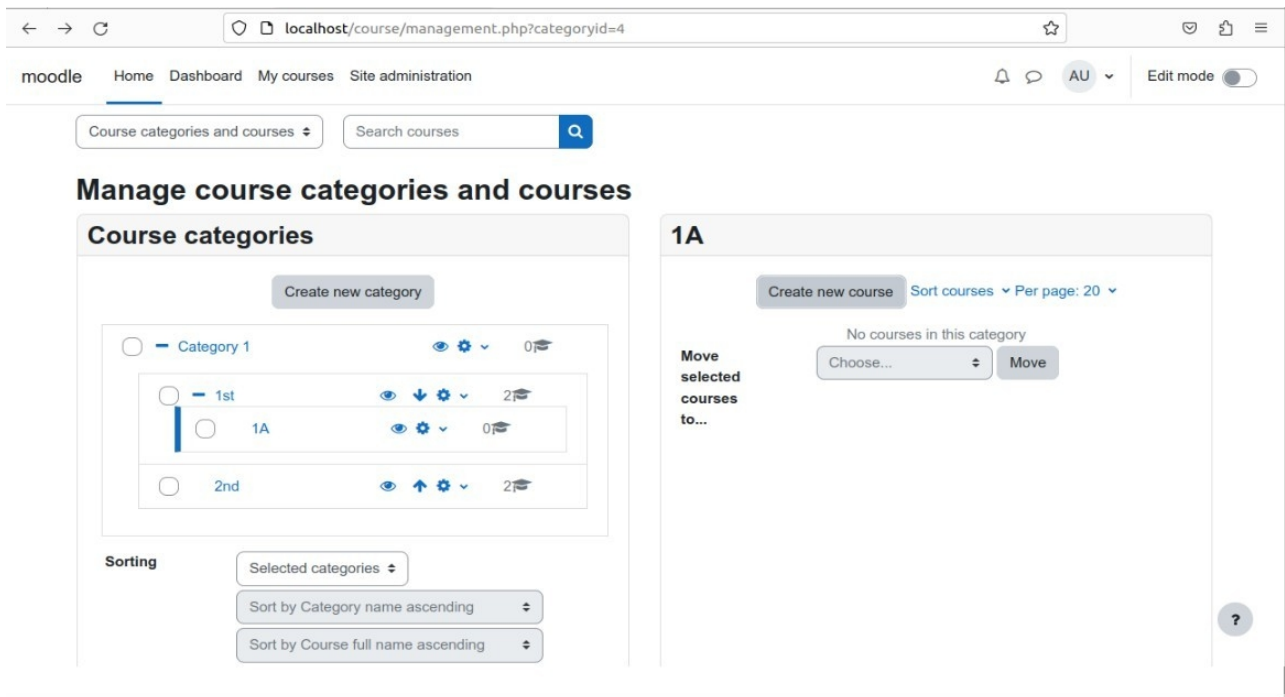 localhost/course/management.php?categoryid=4
moodle Home Dashboard My courses Site administration AU Edit mode
Course categories and courses Search courses
Manage course categories and courses
Course categories
Create new category
Category 1 0
1st 2
1A 0
2nd 2
Sorting Selected categories
Sort by Category name ascending
Sort by Course full name ascending
1A
Create new course Sort courses Per page: 20
No courses in this category
Move
selected
courses
to...
Choose... Move
?